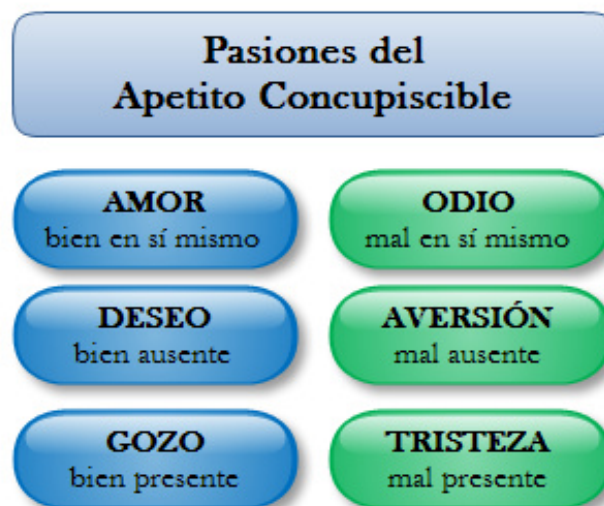 Pasiones del
Apetito Concupiscible
AMOR
bien en sí mismo
ODIO
mal en sí mismo
DESEO
bien ausente
AVERSIÓN
mal ausente
GOZO
bien presente
TRISTEZA
mal presente